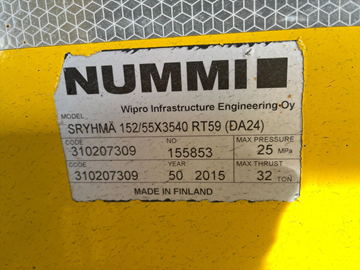 NUMMI
Wipro Infrastructure Engineering-Oy
MODEL
SRYHMÄ 152/55X3540 RT59 (DA24)
CODE NO MAX PRESSURE
310207309 155853 25 MPa
CODE YEAR MAX THRUST
310207309 50 2015 32 TON
MADE IN FINLAND